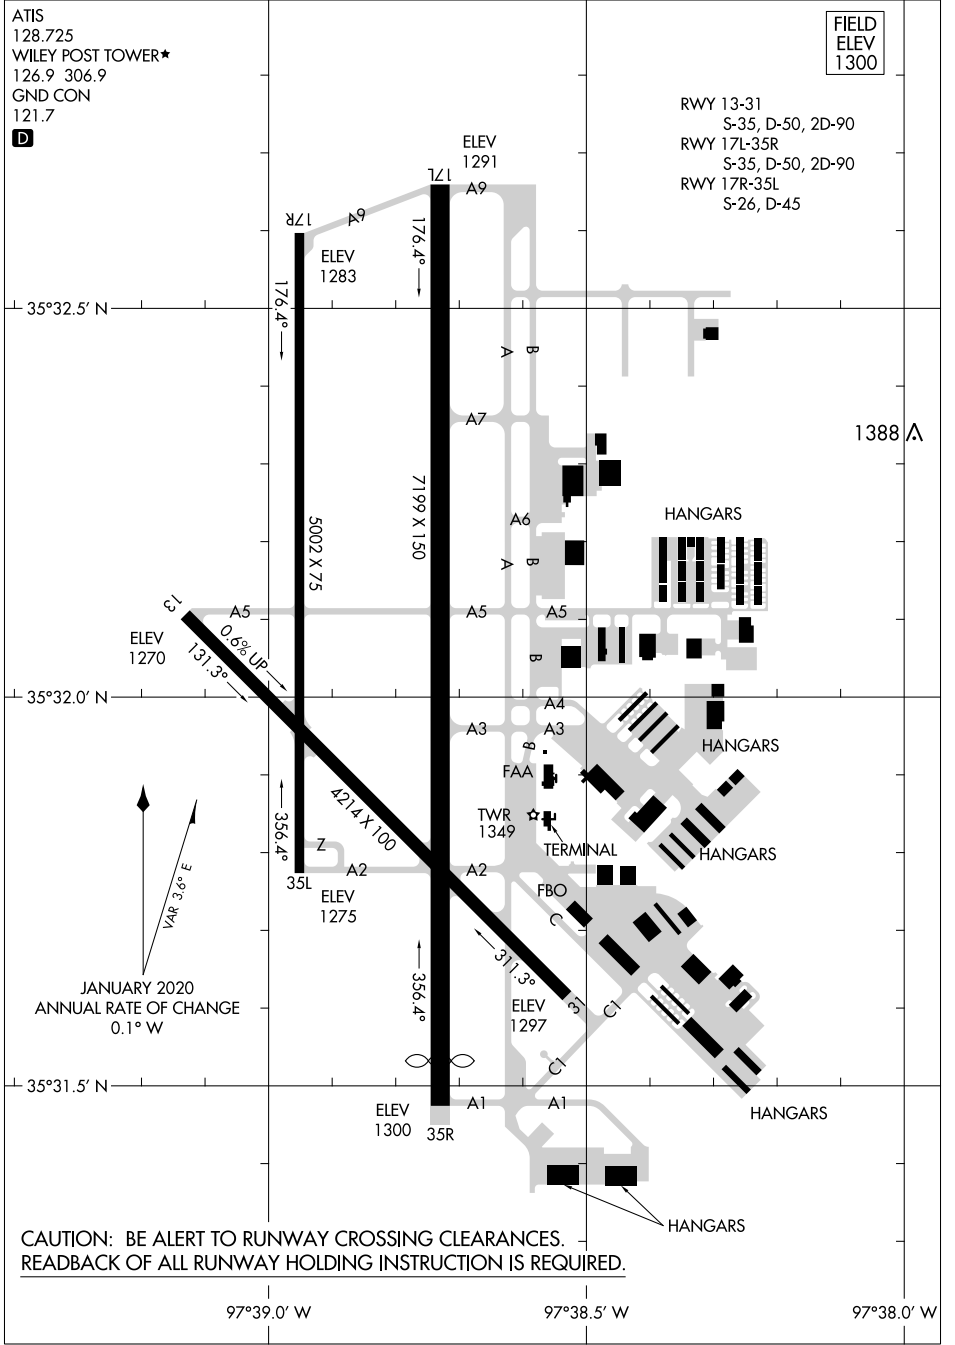 ATIS
128.725
WILEY POST TOWER★
126.9 306.9
GND CON
121.7
D
FIELD
ELEV
1300
RWY 13-31
S-35, D-50, 2D-90
RWY 17L-35R
S-35, D-50, 2D-90
RWY 17R-35L
S-26, D-45
ELEV
1291
17L
A9
17R
A9
ELEV
1283
176.4°
176.4°
35°32.5' N
A
B
A7
1388
7199 X 150
5002 X 75
A6
HANGARS
A
B
13
A5
A5
A5
ELEV
1270
0.6% UP
131.3°
B
35°32.0' N
A4
A3
A3
B
HANGARS
FAA
4214 X 100
356.4°
TWR
1349
TERMINAL
HANGARS
Z
A2
A2
35L
ELEV
1275
FBO
C
VAR 3.6° E
311.3°
356.4°
JANUARY 2020
ANNUAL RATE OF CHANGE
0.1° W
ELEV
1297
31
C1
C1
35°31.5' N
A1
A1
ELEV
1300
35R
HANGARS
HANGARS
CAUTION: BE ALERT TO RUNWAY CROSSING CLEARANCES.
READBACK OF ALL RUNWAY HOLDING INSTRUCTION IS REQUIRED.
97°39.0' W
97°38.5' W
97°38.0' W